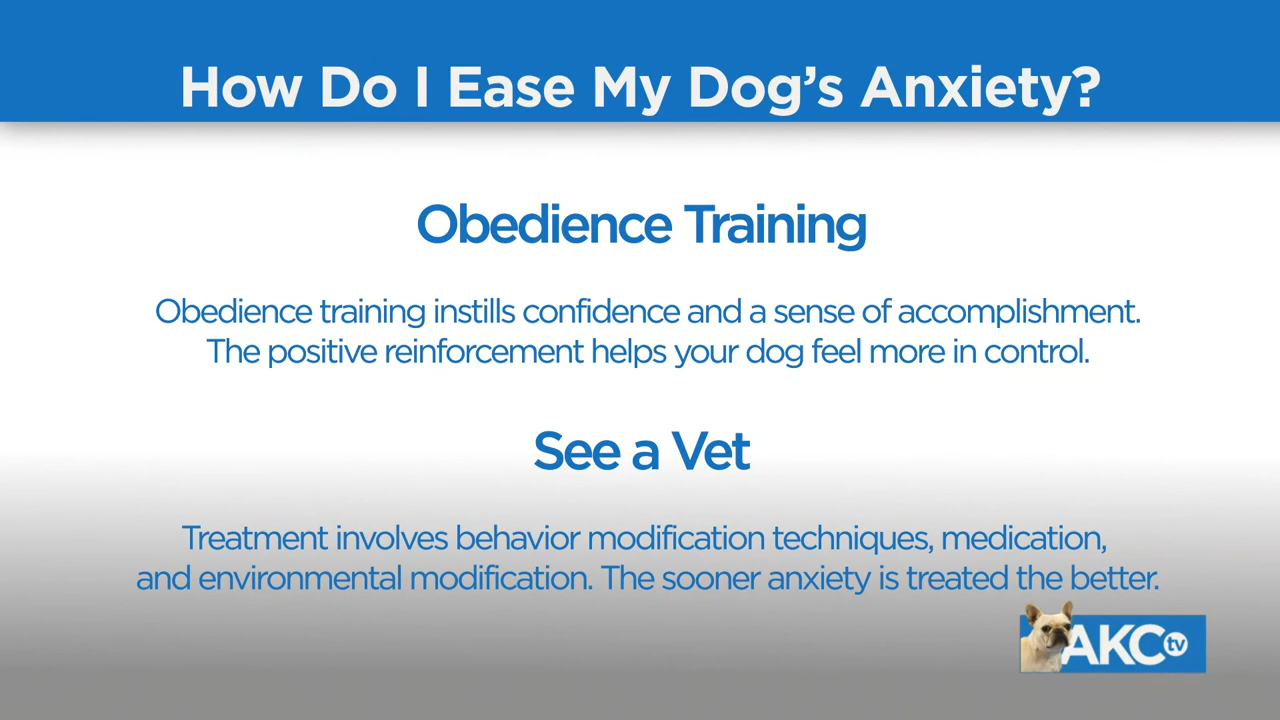 How Do I Ease My Dog’s Anxiety?
Obedience Training
Obedience training instills confidence and a sense of accomplishment.
The positive reinforcement helps your dog feel more in control.
See a Vet
Treatment involves behavior modification techniques, medication,
and environmental modification. The sooner anxiety is treated the better.
AKC tv